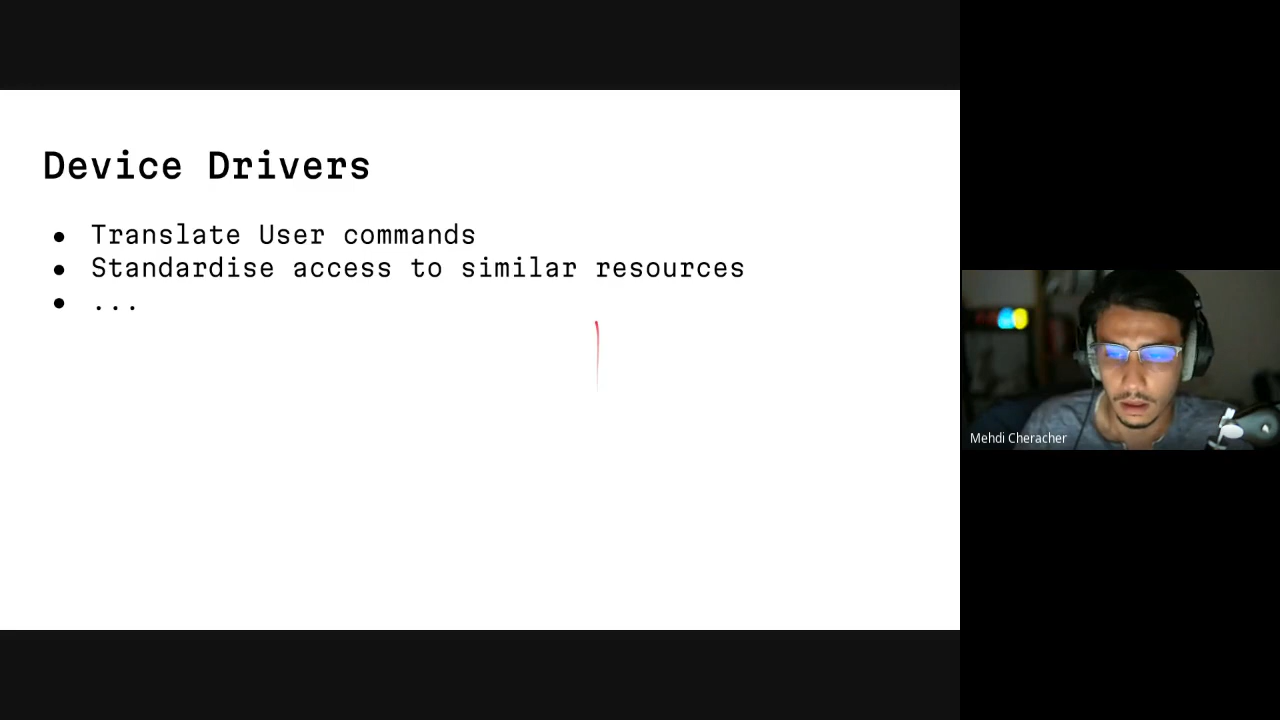 Device Drivers
● Translate User commands
● Standardise access to similar resources
● ...
Mehdi Cheracher